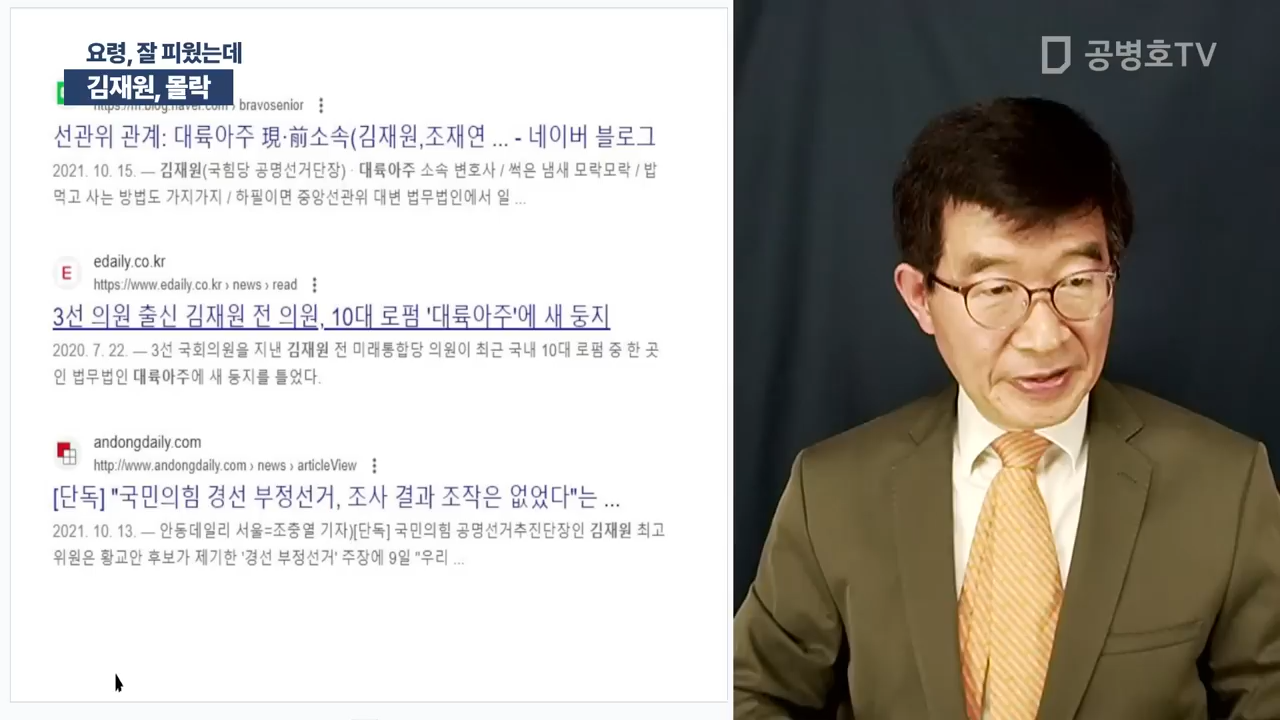 요령, 잘 피웠는데
김재원, 몰락
공병호TV
https://m.blog.naver.com › bravosenior
선관위 관계: 대륙아주 現·前소속(김재원,조재연 ... - 네이버 블로그
2021. 10. 15. — 김재원(국힘당 공명선거단장) · 대륙아주 소속 변호사 / 썩은 냄새 모락모락 / 밥
먹고 사는 방법도 가지가지 / 하필이면 중앙선관위 대변 법무법인에서 일 ...
E
edaily.co.kr
https://www.edaily.co.kr › news › read
3선 의원 출신 김재원 전 의원, 10대 로펌 '대륙아주'에 새 둥지
2020. 7. 22. — 3선 국회의원을 지낸 김재원 전 미래통합당 의원이 최근 국내 10대 로펌 중 한 곳
인 법무법인 대륙아주에 새 둥지를 틀었다.
andongdaily.com
http://www.andongdaily.com › news › articleView
[단독] "국민의힘 경선 부정선거, 조사 결과 조작은 없었다"는 ...
2021. 10. 13. — 안동데일리 서울=조충열 기자)[단독] 국민의힘 공명선거추진단장인 김재원 최고
위원은 황교안 후보가 제기한 '경선 부정선거' 주장에 9일 "우리 ...